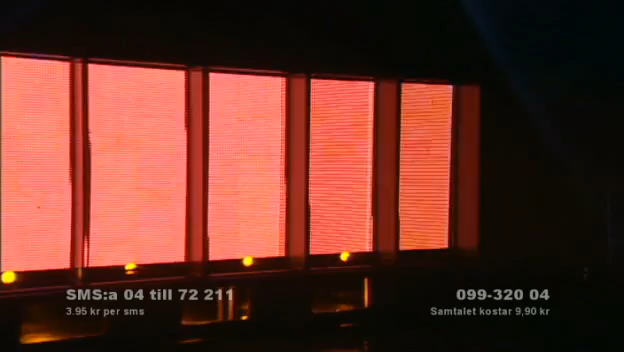 SMS:a 04 till 72 211
3.95 kr per sms
099-320 04
Samtalet kostar 9,90 kr